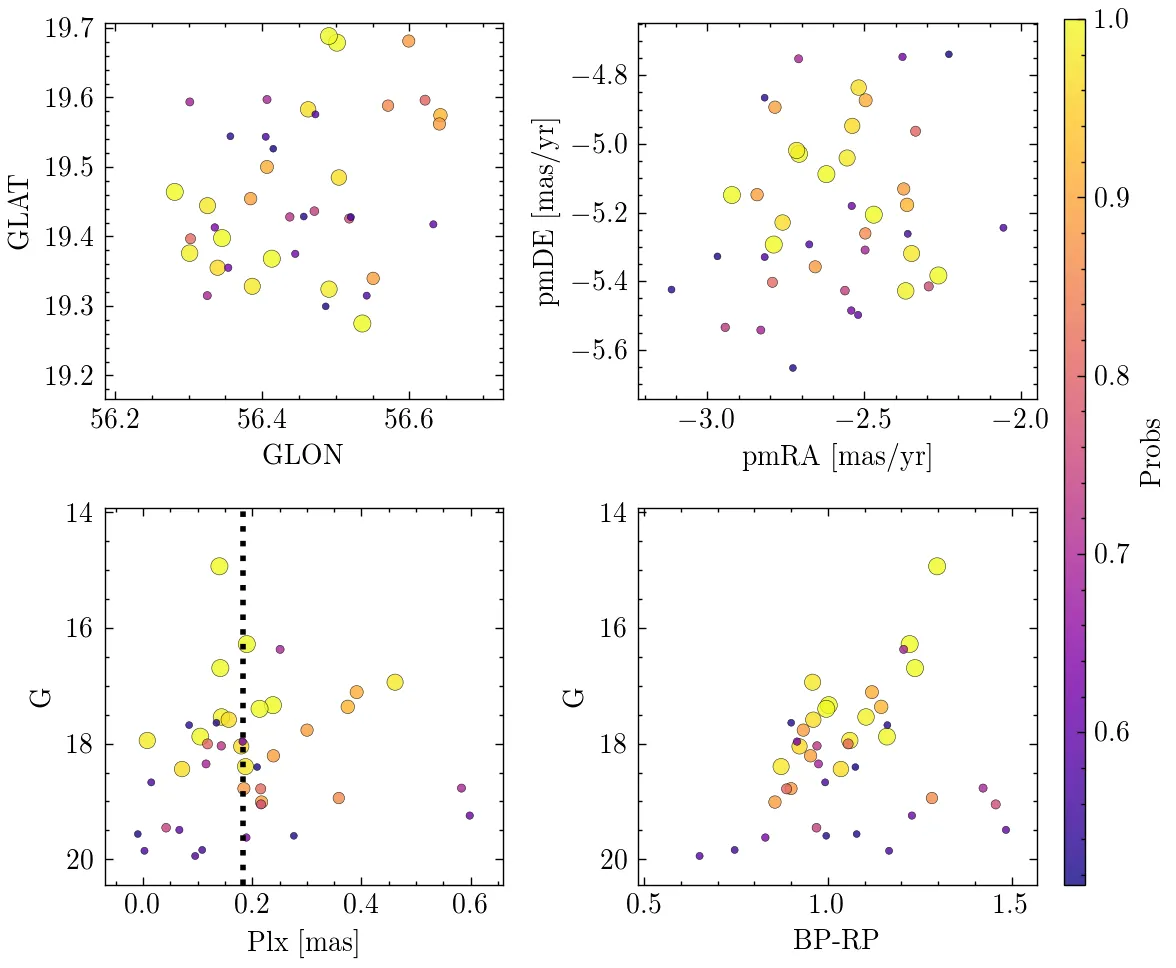 19.7
19.6
19.5
19.4
19.3
19.2
GLAT
56.2 56.4 56.6
GLON
−4.8
−5.0
−5.2
−5.4
−5.6
pmDE [mas/yr]
−3.0 −2.5 −2.0
pmRA [mas/yr]
14
16
18
20
G
0.0 0.2 0.4 0.6
Plx [mas]
14
16
18
20
G
0.5 1.0 1.5
BP-RP
1.0
0.9
0.8
0.7
0.6
Probs